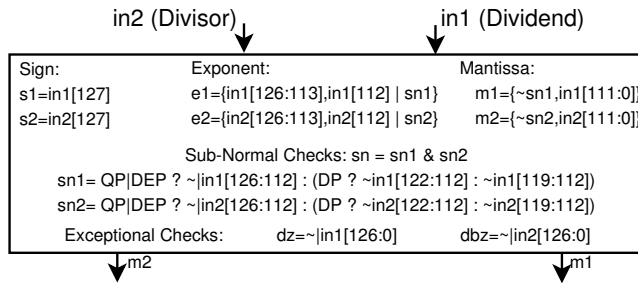 in2 (Divisor) in1 (Dividend)
Sign: Exponent: Mantissa:
s1=in1[127] e1={in1[126:113],in1[112] | sn1} m1={~sn1,in1[111:0]}
s2=in2[127] e2={in2[126:113],in2[112] | sn2} m2={~sn2,in2[111:0]}
Sub-Normal Checks: sn = sn1 & sn2
sn1= QP|DEP ? ~|in1[126:112] : (DP ? ~in1[122:112] : ~in1[119:112])
sn2= QP|DEP ? ~|in2[126:112] : (DP ? ~in2[122:112] : ~in2[119:112])
Exceptional Checks: dz=~|in1[126:0] dbz=~|in2[126:0]
m2 m1